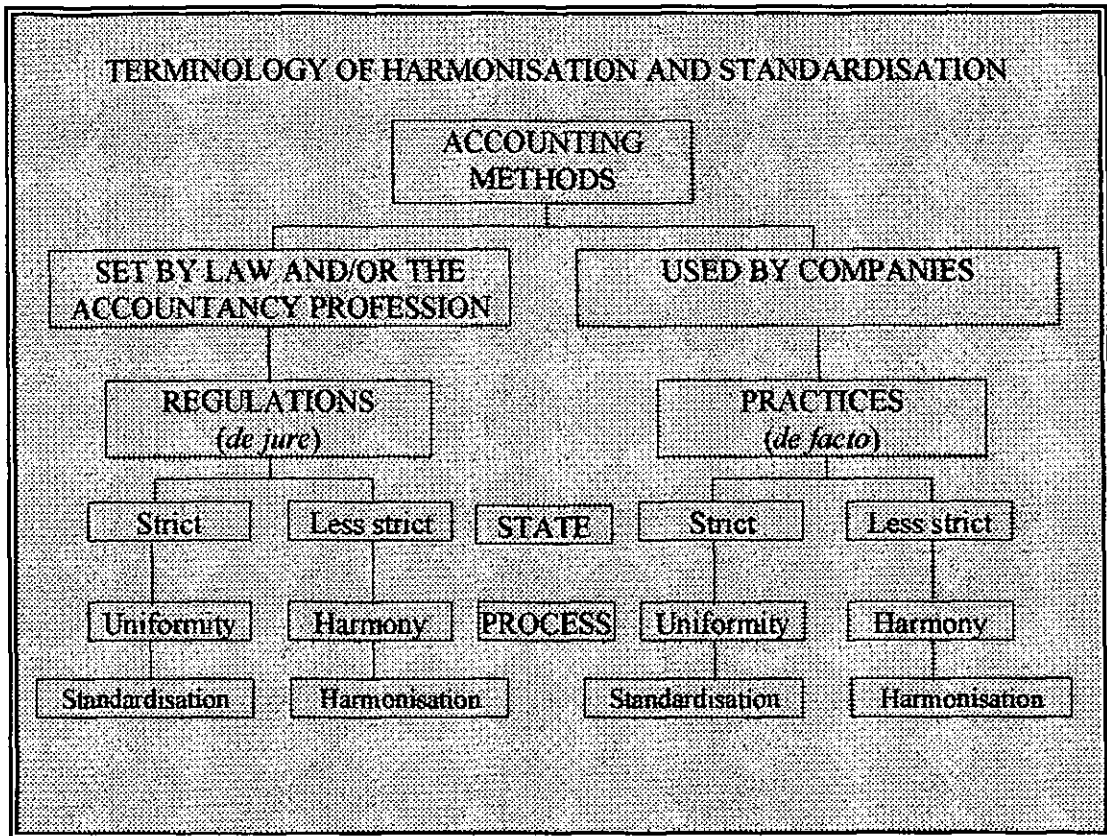 TERMINOLOGY OF HARMONISATION AND STANDARDISATION
ACCOUNTING
METHODS
SET BY LAW AND/OR THE
ACCOUNTANCY PROFESSION
USED BY COMPANIES
REGULATIONS
(de jure)
PRACTICES
(de facto)
Strict
Less strict
STATE
Strict
Less strict
Uniformity
Harmony
PROCESS
Uniformity
Harmony
Standardisation
Harmonisation
Standardisation
Harmonisation